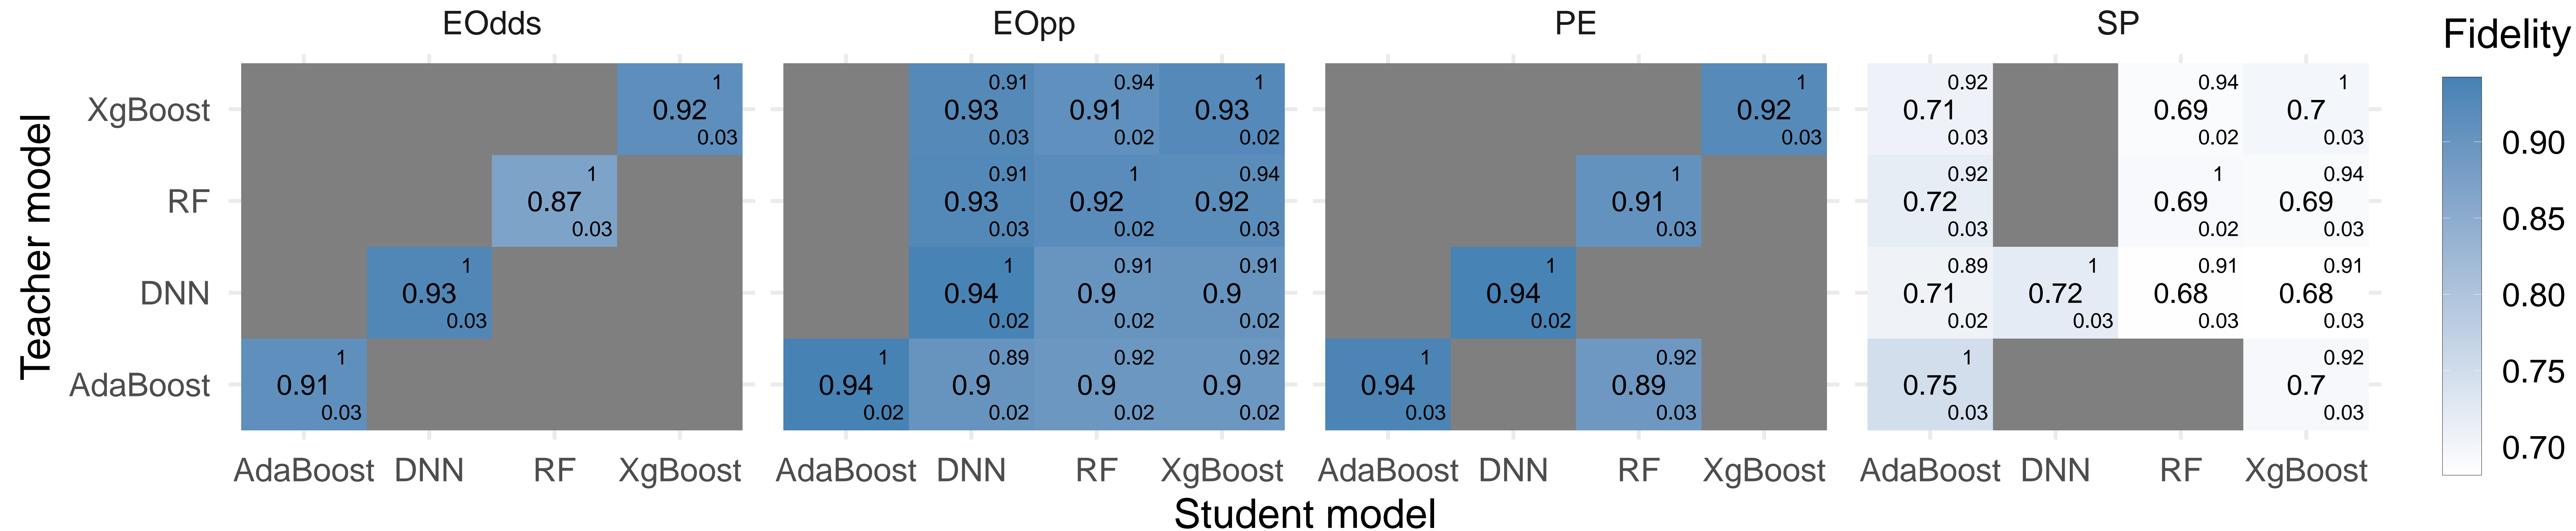 EOdds EOpp PE SP Fidelity
1 0.91 0.94 1 1 0.92 0.94 1
XgBoost 0.92 0.93 0.91 0.93 0.92 0.71 0.69 0.7
0.03 0.03 0.02 0.02 0.03 0.03 0.02 0.03
0.90
1 0.91 1 0.94 1 0.92 1 0.94
RF 0.87 0.93 0.92 0.92 0.91 0.72 0.69 0.69
0.03 0.03 0.02 0.03 0.03 0.03 0.02 0.03
0.85
1 1 0.91 0.91 1 0.89 1 0.91 0.91
DNN 0.93 0.94 0.9 0.9 0.94 0.71 0.72 0.68 0.68
0.03 0.02 0.02 0.02 0.02 0.02 0.03 0.03 0.03
0.80
1 1 0.89 0.92 0.92 1 0.92 1 0.92
AdaBoost 0.91 0.94 0.9 0.9 0.9 0.94 0.89 0.75 0.7
0.03 0.02 0.02 0.02 0.02 0.03 0.03 0.03 0.03
0.75
0.70
Teacher model
AdaBoost DNN RF XgBoost AdaBoost DNN RF XgBoost AdaBoost DNN RF XgBoost AdaBoost DNN RF XgBoost
Student model